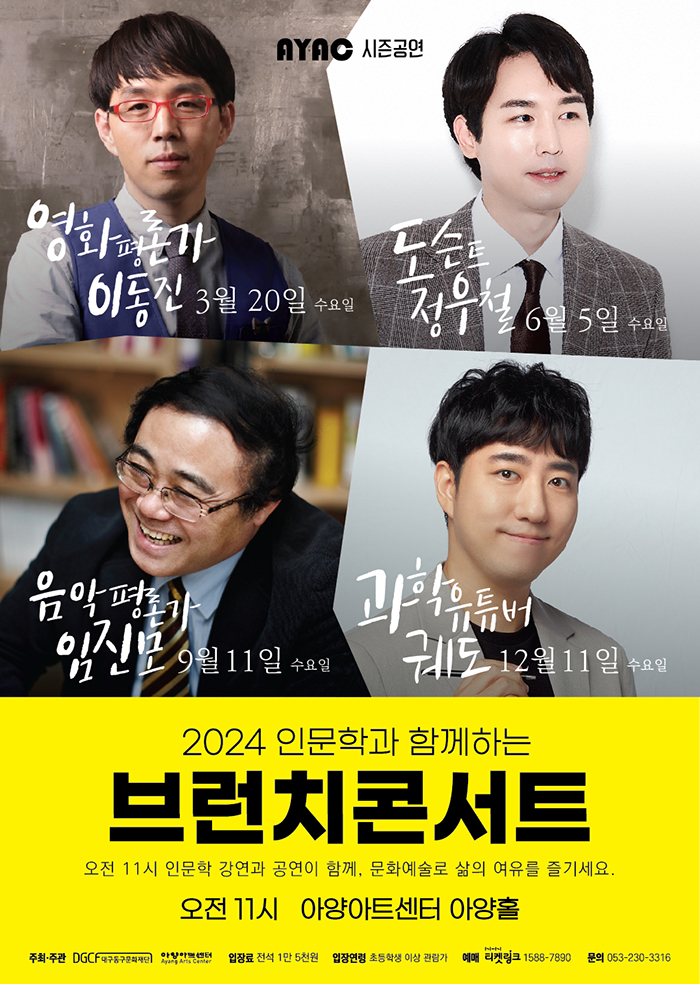 AYAC 시즌공연
영화평론가
이동진 3월 20일 수요일
도슨트
정우철 6월 5일 수요일
음악평론가
임진모 9월 11일 수요일
과학유튜버
궤도 12월 11일 수요일
2024 인문학과 함께하는
브런치콘서트
오전 11시 인문학 강연과 공연이 함께, 문화예술로 삶의 여유를 즐기세요.
오전 11시 아양아트센터 아양홀
주최·주관 DGCF 대구동구문화재단 아양아트센터 Ayang Arts Center 입장료 전석 1만 5천원 입장연령 초등학생 이상 관람가 예매 티켓링크 1588-7890 문의 053-230-3316